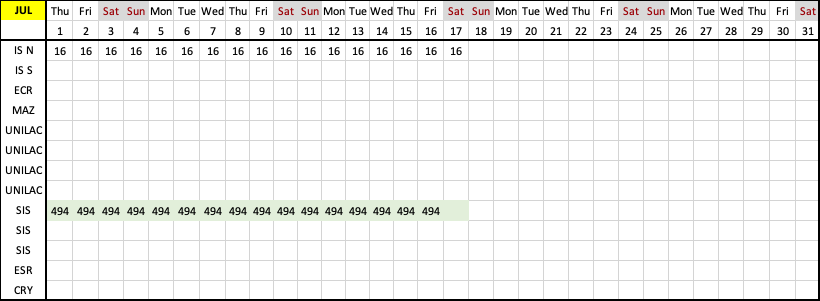 JUL Thu Fri Sat Sun Mon Tue Wed Thu Fri Sat Sun Mon Tue Wed Thu Fri Sat Sun Mon Tue Wed Thu Fri Sat Sun Mon Tue Wed Thu Fri Sat
1 2 3 4 5 6 7 8 9 10 11 12 13 14 15 16 17 18 19 20 21 22 23 24 25 26 27 28 29 30 31
IS N 16 16 16 16 16 16 16 16 16 16 16 16 16 16 16 16 16
IS S
ECR
MAZ
UNILAC
UNILAC
UNILAC
UNILAC
SIS 494 494 494 494 494 494 494 494 494 494 494 494 494 494 494 494
SIS
SIS
ESR
CRY